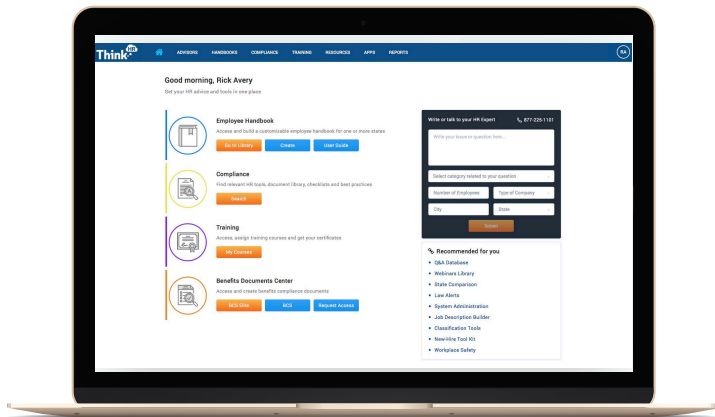 Think HR
ADVISORS HANDBOOKS COMPLIANCE TRAINING RESOURCES APPS REPORTS
RA
Good morning, Rick Avery
Get your HR advice and tools in one place
Employee Handbook
Access and build a customizable employee handbook for one or more states
Go to Library Create User Guide
Compliance
Find relevant HR tools, document library, checklists and best practices
Search
Training
Access, assign training courses and get your certificates
My Courses
Benefits Documents Center
Access and create benefits compliance documents
BCS Elite BCS Request Access
Write or talk to your HR Expert 877-225-1101
Write your issue or question here..
Select category related to your question
Number of Employees Type of Company
City State
Submit
Recommended for you
Q&A Database
Webinars Library
State Comparison
Law Alerts
System Administration
Job Description Builder
Classification Tools
New-Hire Tool Kit
Workplace Safety